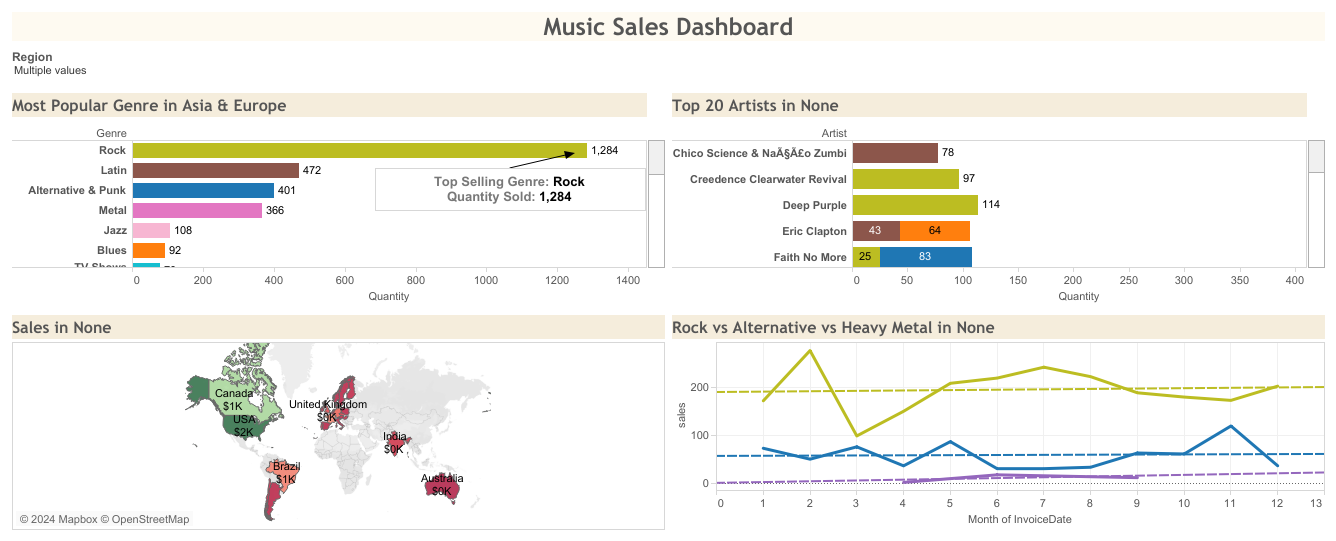 Music Sales Dashboard
Region
Multiple values
Most Popular Genre in Asia & Europe
Genre
Rock
1,284
Latin
472
Alternative & Punk
401
Metal
366
Jazz
108
Blues
92
TV Shows
Top Selling Genre: Rock
Quantity Sold: 1,284
0 200 400 600 800 1000 1200 1400
Quantity
Top 20 Artists in None
Artist
Chico Science & NaÃ§Ã£o Zumbi
78
Creedence Clearwater Revival
97
Deep Purple
114
Eric Clapton
43 64
Faith No More
25 83
0 50 100 150 200 250 300 350 400
Quantity
Sales in None
Canada
$1K
USA
$2K
United Kingdom
$0K
India
$0K
Brazil
$1K
Australia
$0K
© 2024 Mapbox © OpenStreetMap
Rock vs Alternative vs Heavy Metal in None
sales
200
100
0
0 1 2 3 4 5 6 7 8 9 10 11 12 13
Month of InvoiceDate